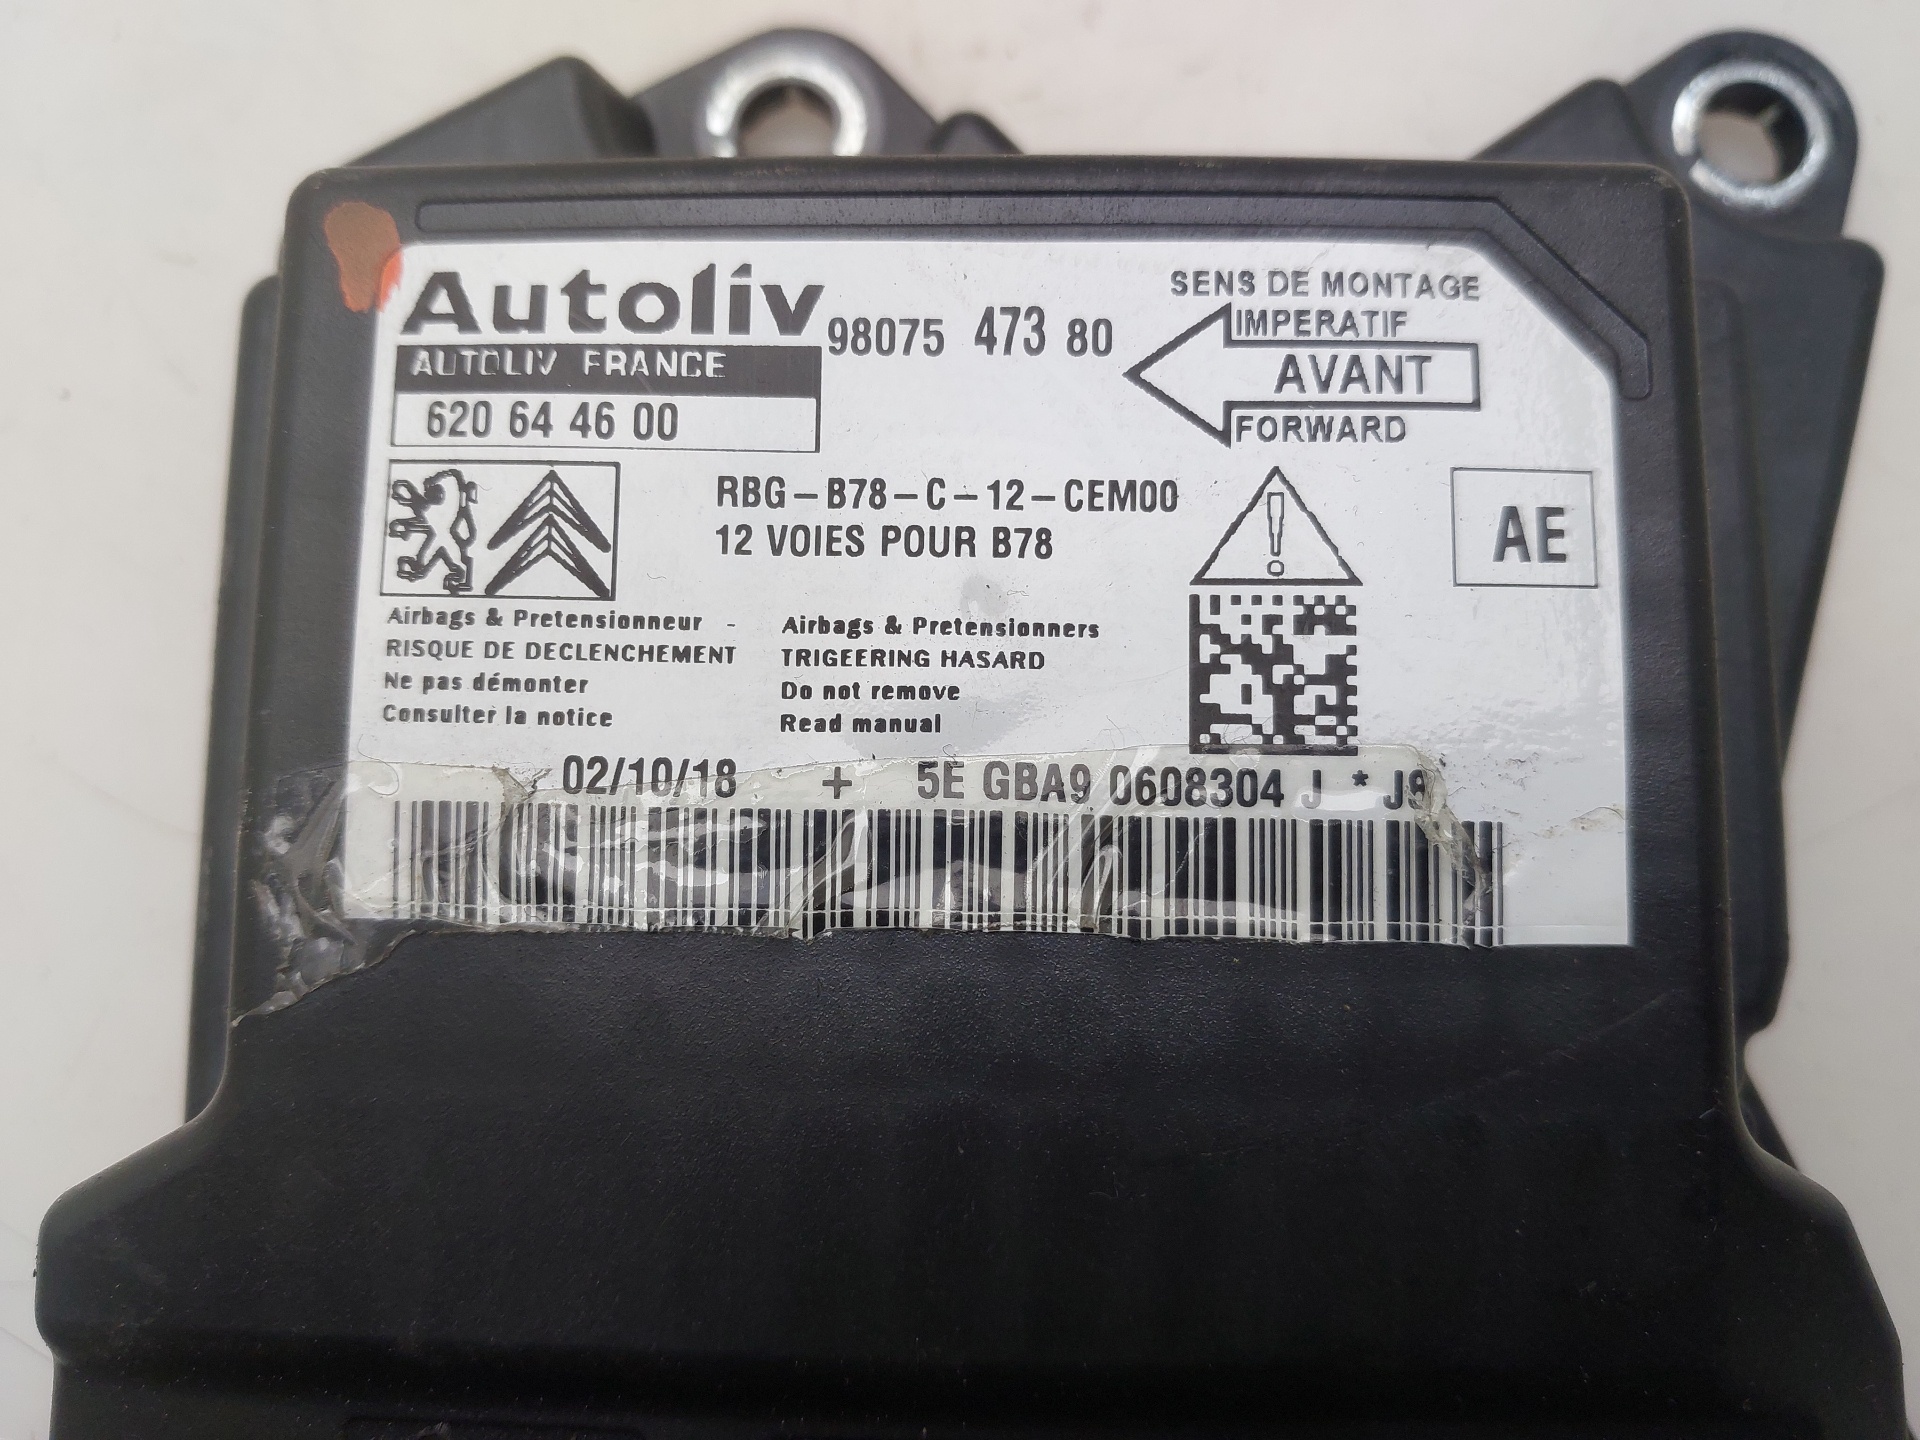 Autoliv
98075 473 80
AUTOLIV FRANCE
620 64 46 00
SENS DE MONTAGE
IMPERATIF
AVANT
FORWARD
RBG-B78-C-12-CEM00
12 VOIES POUR B78
AE
Airbags & Pretensionneur -
RISQUE DE DECLENCHEMENT
Ne pas démonter
Consulter la notice
Airbags & Pretensionners
TRIGEERING HASARD
Do not remove
Read manual
02/10/18 + 5E GBA9 0608304 J *